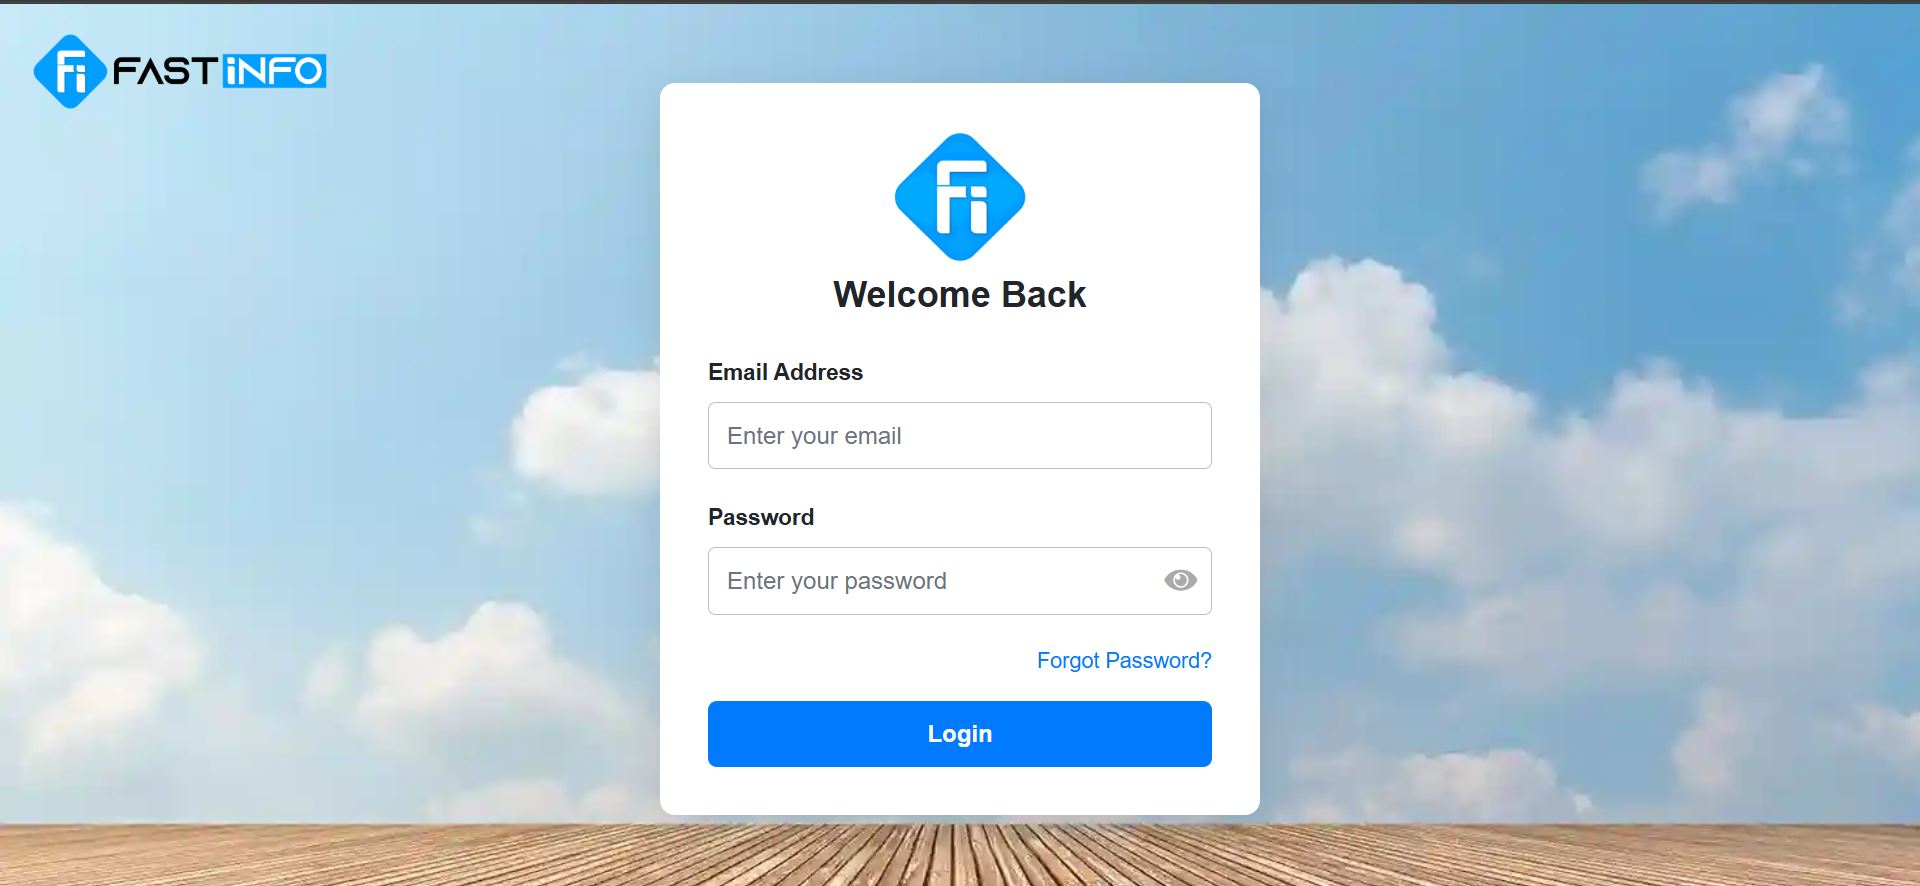 Fi FAST iNFO
Fi
Welcome Back
Email Address
Enter your email
Password
Enter your password
Forgot Password?
Login